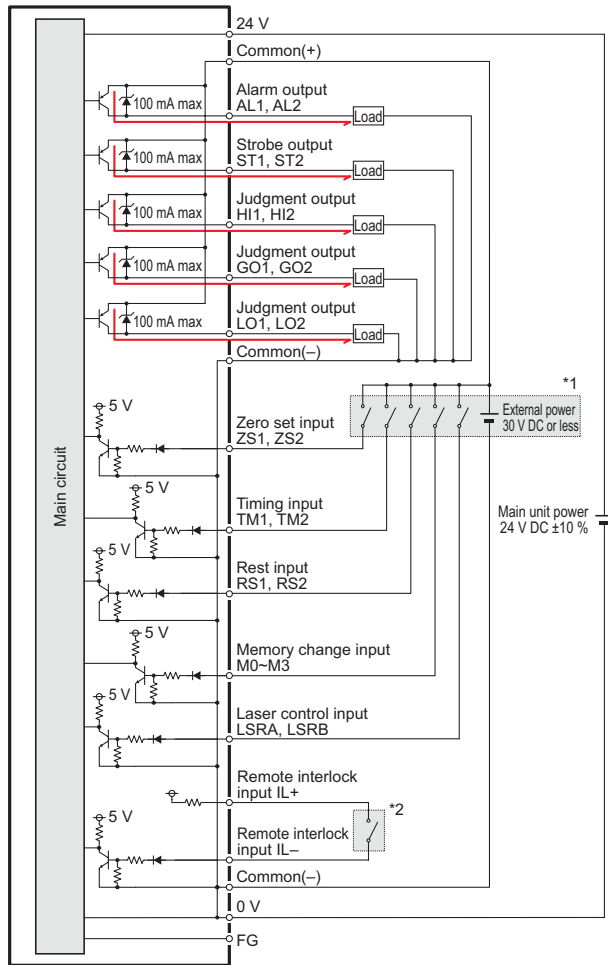 24 V
Common(+)
Alarm output
AL1, AL2
100 mA max
Load
Strobe output
ST1, ST2
100 mA max
Load
Judgment output
HI1, HI2
100 mA max
Load
Judgment output
GO1, GO2
100 mA max
Load
Judgment output
LO1, LO2
100 mA max
Load
Common(–)
*1
External power
30 V DC or less
5 V
Zero set input
ZS1, ZS2
Main circuit
5 V
Timing input
TM1, TM2
Main unit power
24 V DC ±10 %
5 V
Rest input
RS1, RS2
5 V
Memory change input
M0~M3
5 V
Laser control input
LSRA, LSRB
Remote interlock
input IL+
*2
5 V
Remote interlock
input IL–
Common(–)
0 V
FG